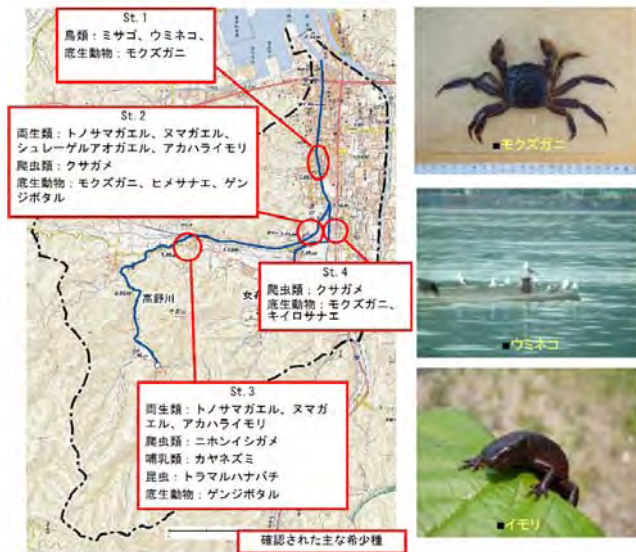 St. 1
鳥類：ミサゴ、ウミネコ、
底生動物：モクズガニ
St. 2
両生類：トノサマガエル、ヌマガエル、
シュレーゲルアオガエル、アカハライモリ
爬虫類：クサガメ
底生動物：モクズガニ、ヒメサナエ、ゲン
ジボタル
St. 4
爬虫類：クサガメ
底生動物：モクズガニ、
キイロサナエ
高野川
St. 3
両生類：トノサマガエル、ヌマガ
エル、アカハライモリ
爬虫類：ニホンイシガメ
哺乳類：カヤネズミ
昆虫：トラマルハナバチ
底生動物：ゲンジボタル
確認された主な希少種
■モクズガニ
■ウミネコ
■イモリ